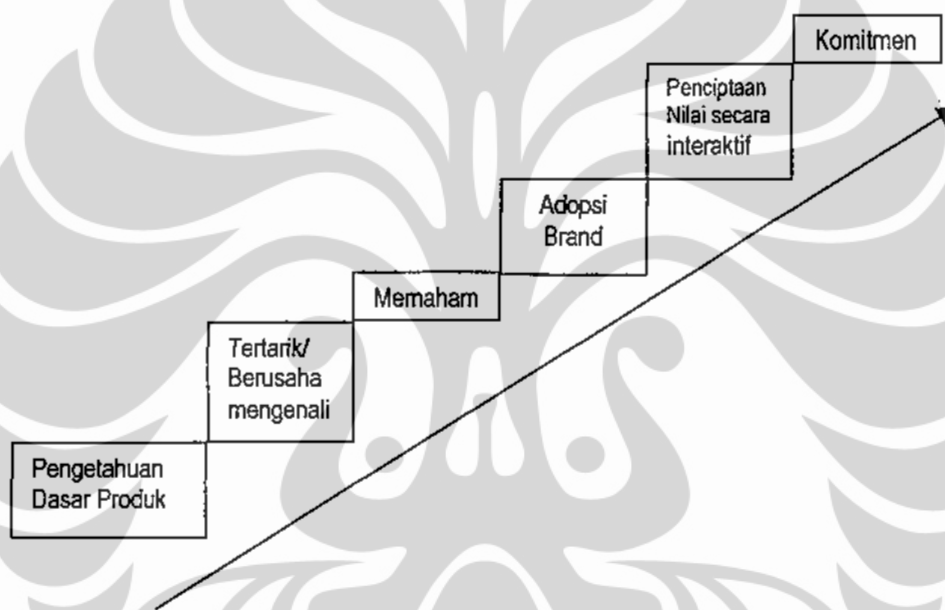 Komitmen
Penciptaan
Nilai secara
interaktif
Adopsi
Brand
Memaham
Tertarik/
Berusaha
mengenali
Pengetahuan
Dasar Produk